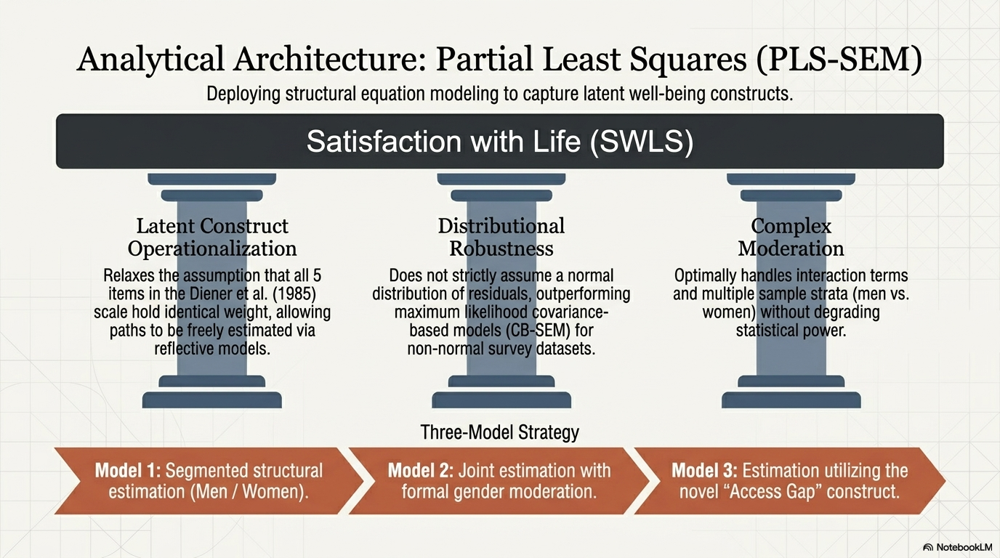 Analytical Architecture: Partial Least Squares (PLS-SEM)
Deploying structural equation modeling to capture latent well-being constructs.
Satisfaction with Life (SWLS)
Latent Construct
Operationalization
Relaxes the assumption that all 5
items in the Diener et al. (1985)
scale hold identical weight, allowing
paths to be freely estimated via
reflective models.
Distributional
Robustness
Does not strictly assume a normal
distribution of residuals, outperforming
maximum likelihood covariance-
based models (CB-SEM) for
non-normal survey datasets.
Complex
Moderation
Optimally handles interaction terms
and multiple sample strata (men vs.
women) without degrading
statistical power.
Three-Model Strategy
Model 1: Segmented structural
estimation (Men / Women).
Model 2: Joint estimation with
formal gender moderation.
Model 3: Estimation utilizing the
novel “Access Gap” construct.
NotebookLM